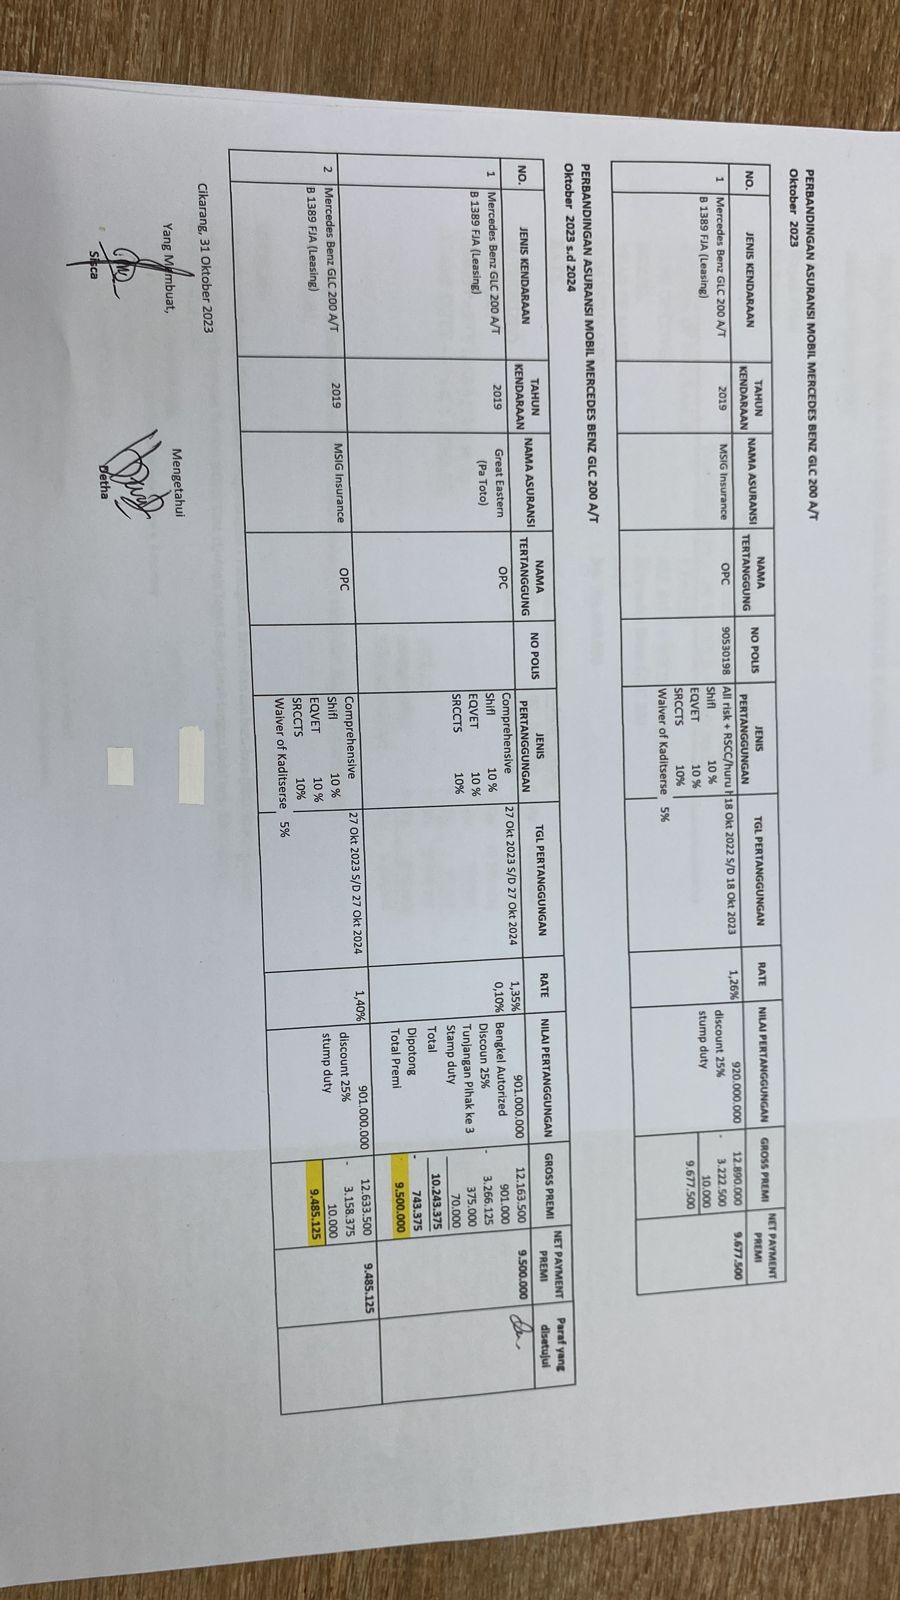 PERBANDINGAN ASURANSI MOBIL MERCEDES BENZ GLC 200 A/T
Oktober 2023
NO. JENIS KENDARAAN TAHUN KENDARAAN NAMA ASURANSI NAMA TERTANGGUNG NO POLIS JENIS PERTANGGUNGAN TGL PERTANGGUNGAN RATE NILAI PERTANGGUNGAN GROSS PREMI NET PAYMENT PREMI
1 Mercedes Benz GLC 200 A/T 2019 MSIG Insurance OPC 90530198 All risk + RSCC/huru h 18 Okt 2022 S/D 18 Okt 2023 1,26% 920.000.000 12.890.000 9.677.500
B 1389 FJA (Leasing) Shifl 10 % discount 25% - 3.222.500
EQVET 10 % stump duty 10.000
SRCCTS 10% 9.677.500
Waiver of Kaditserse 5%
PERBANDINGAN ASURANSI MOBIL MERCEDES BENZ GLC 200 A/T
Oktober 2023 s.d 2024
NO. JENIS KENDARAAN TAHUN KENDARAAN NAMA ASURANSI NAMA TERTANGGUNG NO POLIS JENIS PERTANGGUNGAN TGL PERTANGGUNGAN RATE NILAI PERTANGGUNGAN GROSS PREMI NET PAYMENT PREMI Paraf yang disetujui
1 Mercedes Benz GLC 200 A/T 2019 Great Eastern OPC Comprehensive 27 Okt 2023 S/D 27 Okt 2024 1,35% 901.000.000 12.163.500 9.500.000
B 1389 FJA (Leasing) (Pa Toto) Shifl 10 % 0,10% Bengkel Autorized 901.000
EQVET 10 % Discoun 25% - 3.266.125
SRCCTS 10% Tunjangan Pihak ke 3 375.000
Stamp duty 70.000
Total 10.243.375
Dipotong - 743.375
Total Premi 9.500.000
2 Mercedes Benz GLC 200 A/T 2019 MSIG Insurance OPC Comprehensive 27 Okt 2023 S/D 27 Okt 2024 1,40% 901.000.000 12.633.500 9.485.125
B 1389 FJA (Leasing) Shifl 10 % discount 25% - 3.158.375
EQVET 10 % stump duty 10.000
SRCCTS 10% 9.485.125
Waiver of Kaditserse 5%
Cikarang, 31 Oktober 2023
Yang Membuat, Mengetahui
Sisca Detha